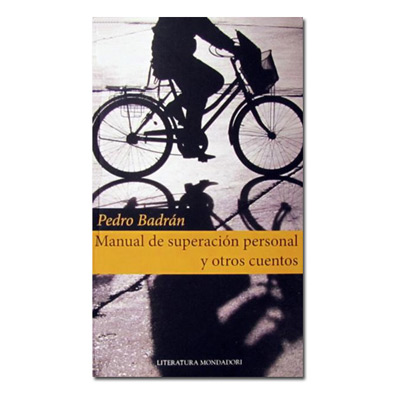 Pedro Badrán
Manual de superación personal
y otros cuentos
LITERATURA MONDADORI